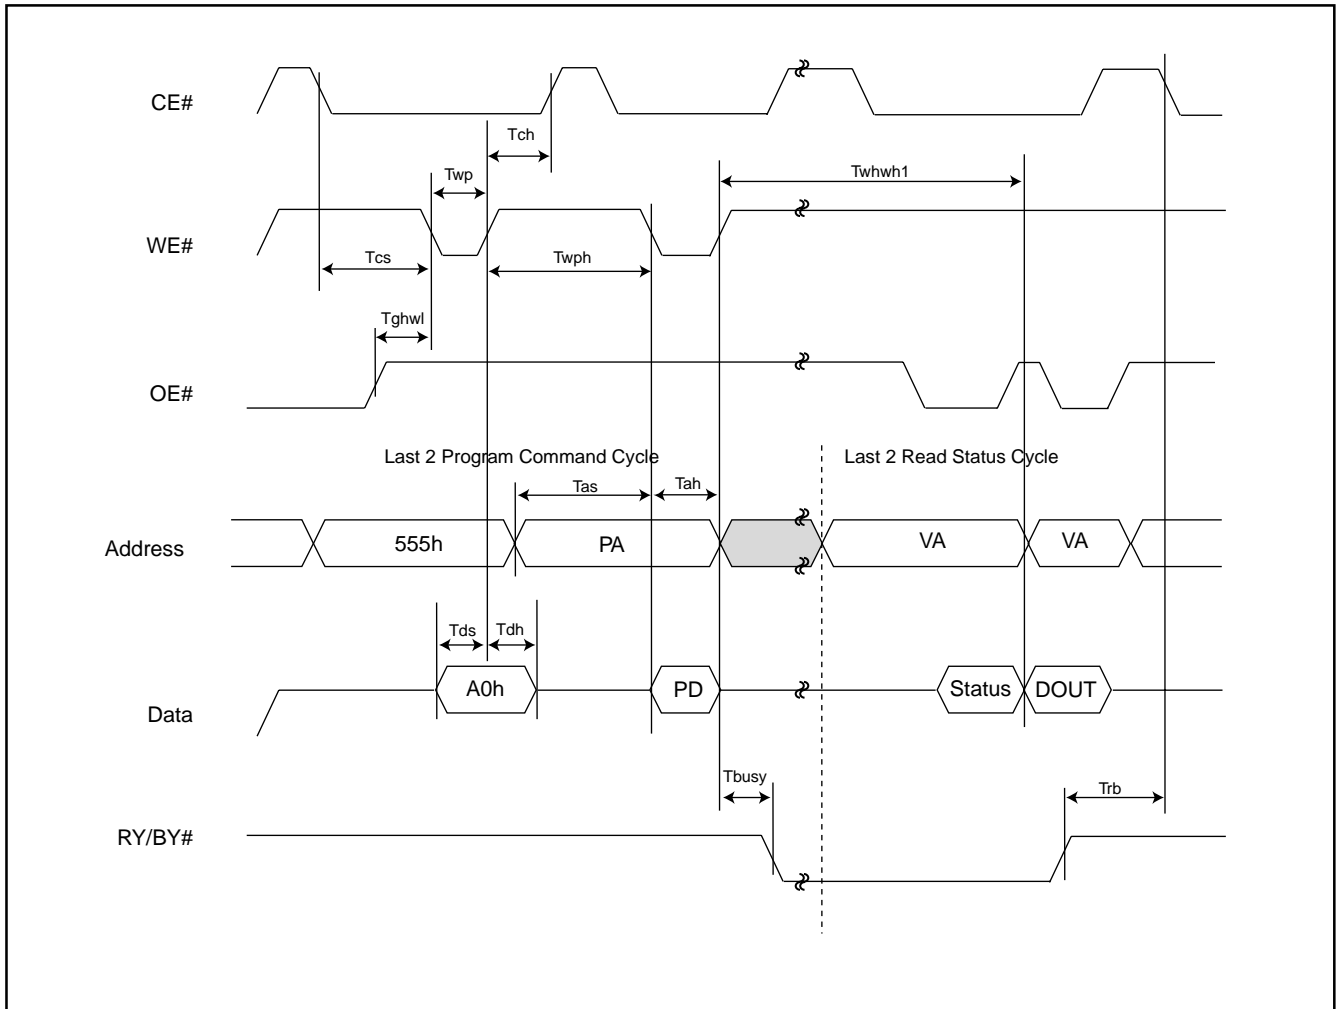 CE#
Tch
Twp
Twhwh1
WE#
Tcs
Twph
Tghwl
OE#
Last 2 Program Command Cycle
Last 2 Read Status Cycle
Tas
Tah
Address
555h
PA
VA
VA
Tds
Tdh
A0h
PD
Status
DOUT
Data
Tbusy
Trb
RY/BY#